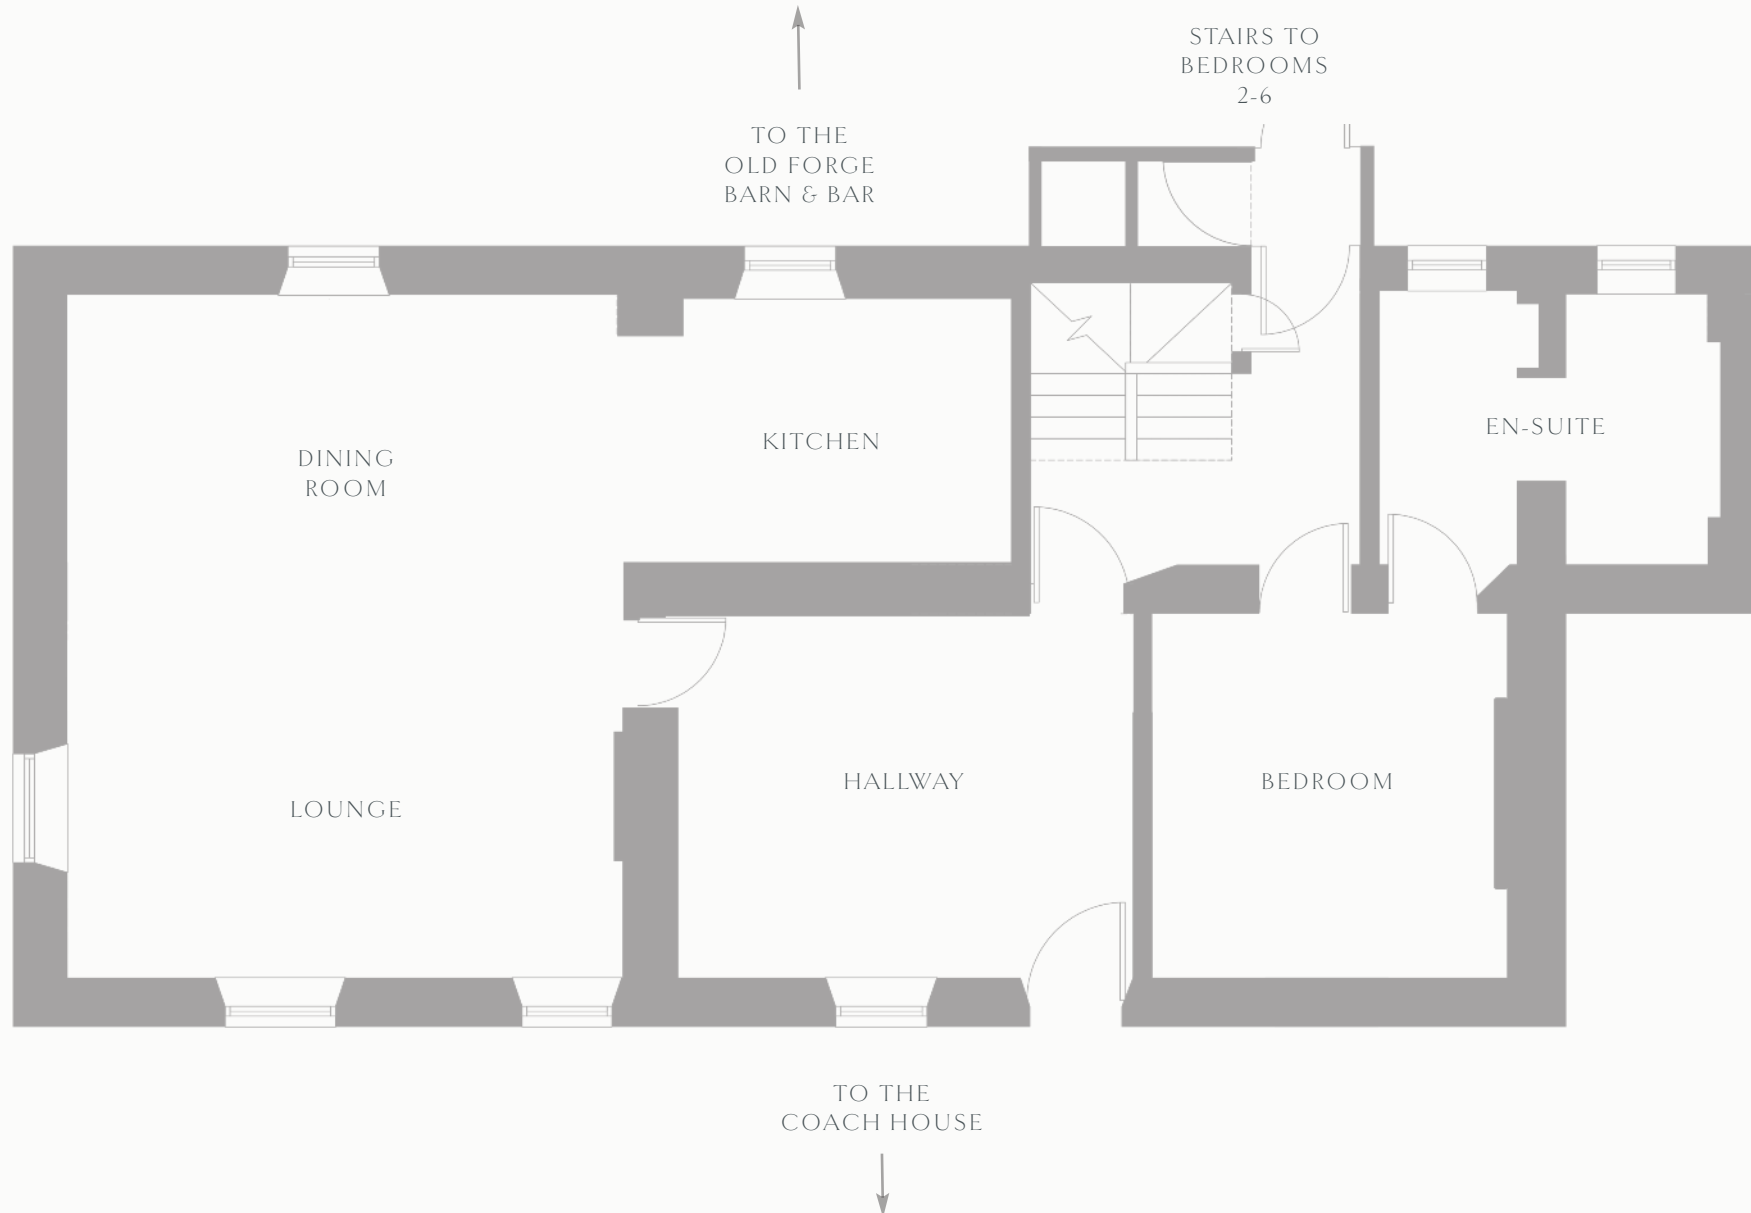 STAIRS TO
BEDROOMS
2-6
TO THE
OLD FORGE
BARN & BAR
DINING
ROOM
KITCHEN
EN-SUITE
LOUNGE
HALLWAY
BEDROOM
TO THE
COACH HOUSE